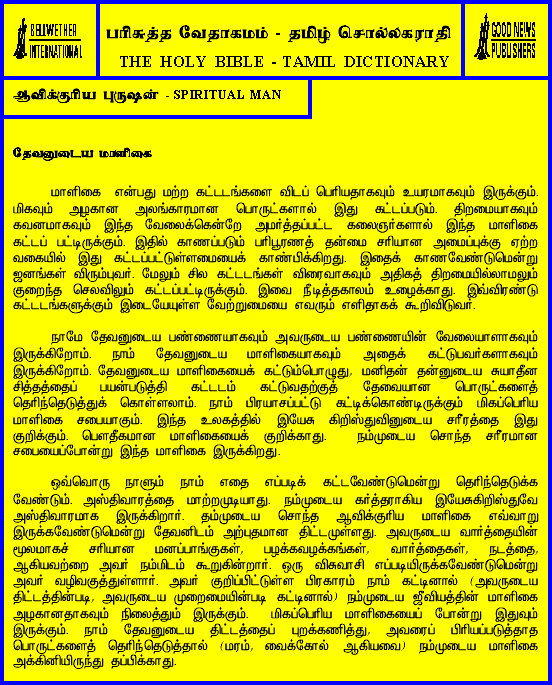 BELLWETHER
INTERNATIONAL
பரிசுத்த வேதாகமம் - தமிழ் சொல்லகராதி
THE HOLY BIBLE - TAMIL DICTIONARY
GOOD NEWS
PUBLISHERS
ஆவிக்குரிய புருஷன் - SPIRITUAL MAN
தேவனுடைய மாளிகை
மாளிகை என்பது மற்ற கட்டடங்களை விடப் பெரியதாகவும் உயரமாகவும் இருக்கும்.
மிகவும் அழகான அலங்காரமான பொருட்களால் இது கட்டப்படும். திறமையாகவும்
கவனமாகவும் இந்த வேலைக்கென்றே அமர்த்தப்பட்ட கலைஞர்களால் இந்த மாளிகை
கட்டப் பட்டிருக்கும். இதில் காணப்படும் பரிபூரணத் தன்மை சரியான அமைப்புக்கு ஏற்ற
வகையில் இது கட்டப்பட்டுள்ளமையைக் காண்பிக்கிறது. இதைக் காணவேண்டுமென்று
ஜனங்கள் விரும்புவர். மேலும் சில கட்டடங்கள் விரைவாகவும் அதிகத் திறமையில்லாமலும்
குறைந்த செலவிலும் கட்டப்பட்டிருக்கும். இவை நீடித்தகாலம் உழைக்காது. இவ்விரண்டு
கட்டடங்களுக்கும் இடையேயுள்ள வேற்றுமையை எவரும் எளிதாகக் கூறிவிடுவர்.
நாமே தேவனுடைய பண்ணையாகவும் அவருடைய பண்ணையின் வேலையாளாகவும்
இருக்கிறோம். நாம் தேவனுடைய மாளிகையாகவும் அதைக் கட்டுபவர்களாகவும்
இருக்கிறோம். தேவனுடைய மாளிகையைக் கட்டும்பொழுது, மனிதன் தன்னுடைய சுயாதீன
சித்தத்தைப் பயன்படுத்தி கட்டடம் கட்டுவதற்குத் தேவையான பொருட்களைத்
தெரிந்தெடுத்துக் கொள்ளலாம். நாம் பிரயாசப்பட்டு கட்டிக்கொண்டிருக்கும் மிகப்பெரிய
மாளிகை சபையாகும். இந்த உலகத்தில் இயேசு கிறிஸ்துவினுடைய சரீரத்தை இது
குறிக்கும். பௌதீகமான மாளிகையைக் குறிக்காது. நம்முடைய சொந்த சரீரமான
சபையைப்போன்று இந்த மாளிகை இருக்கிறது.
ஒவ்வொரு நாளும் நாம் எதை எப்படிக் கட்டவேண்டுமென்று தெரிந்தெடுக்க
வேண்டும். அஸ்திவாரத்தை மாற்றமுடியாது. நம்முடைய கர்த்தராகிய இயேசுகிறிஸ்துவே
அஸ்திவாரமாக இருக்கிறார். தம்முடைய சொந்த ஆவிக்குரிய மாளிகை எவ்வாறு
இருக்கவேண்டுமென்று தேவனிடம் அற்புதமான திட்டமுள்ளது. அவருடைய வார்த்தையின்
மூலமாகச் சரியான மனப்பாங்குகள், பழக்கவழக்கங்கள், வார்த்தைகள், நடத்தை,
ஆகியவற்றை அவர் நம்மிடம் கூறுகின்றார். ஒரு விசுவாசி எப்படியிருக்கவேண்டுமென்று
அவர் வழிவகுத்துள்ளார். அவர் குறிப்பிட்டுள்ள பிரகாரம் நாம் கட்டினால் (அவருடைய
திட்டத்தின்படி, அவருடைய முறைமையின்படி கட்டினால்) நம்முடைய ஜீவியத்தின் மாளிகை
அழகானதாகவும் நிலைத்தும் இருக்கும். மிகப்பெரிய மாளிகையைப் போன்று இதுவும்
இருக்கும். நாம் தேவனுடைய திட்டத்தைப் புறக்கணித்து, அவரைப் பிரியப்படுத்தாத
பொருட்களைத் தெரிந்தெடுத்தால் (மரம், வைக்கோல் ஆகியவை) நம்முடைய மாளிகை
அக்கினியிருந்து தப்பிக்காது.